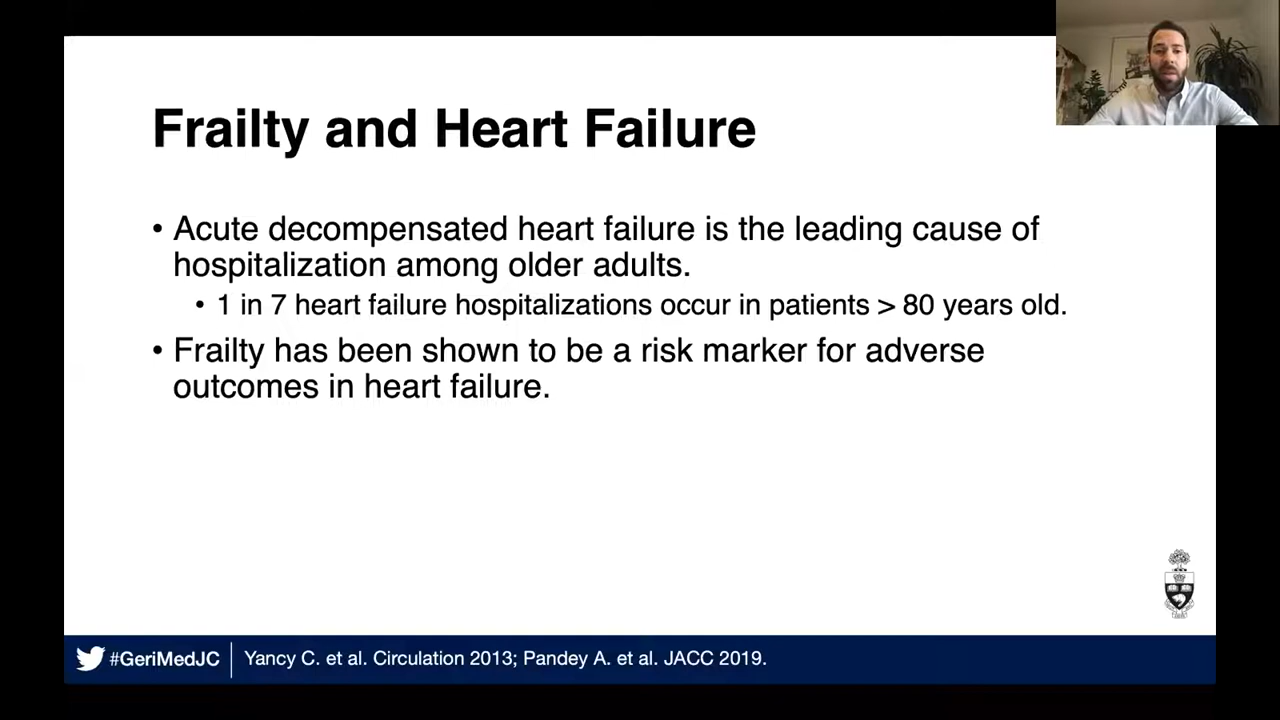 Frailty and Heart Failure
• Acute decompensated heart failure is the leading cause of
hospitalization among older adults.
• 1 in 7 heart failure hospitalizations occur in patients > 80 years old.
• Frailty has been shown to be a risk marker for adverse
outcomes in heart failure.
#GeriMedJC
Yancy C. et al. Circulation 2013; Pandey A. et al. JACC 2019.